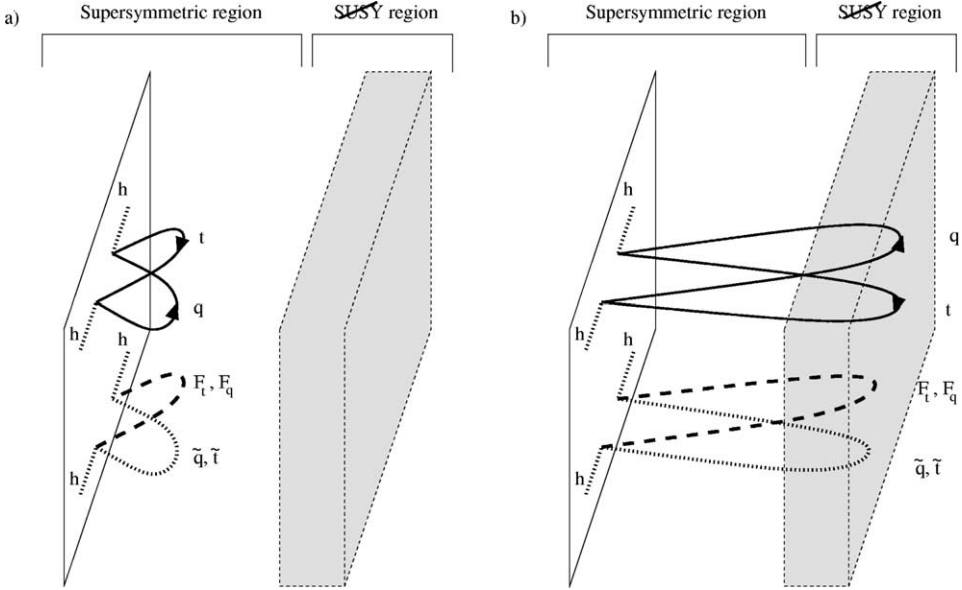 a) Supersymmetric region SUSY region
h
t
q
h
h
F_t , F_q
q̃, t̃
h
b) Supersymmetric region SUSY region
h
q
t
h
h
F_t , F_q
q̃, t̃
h